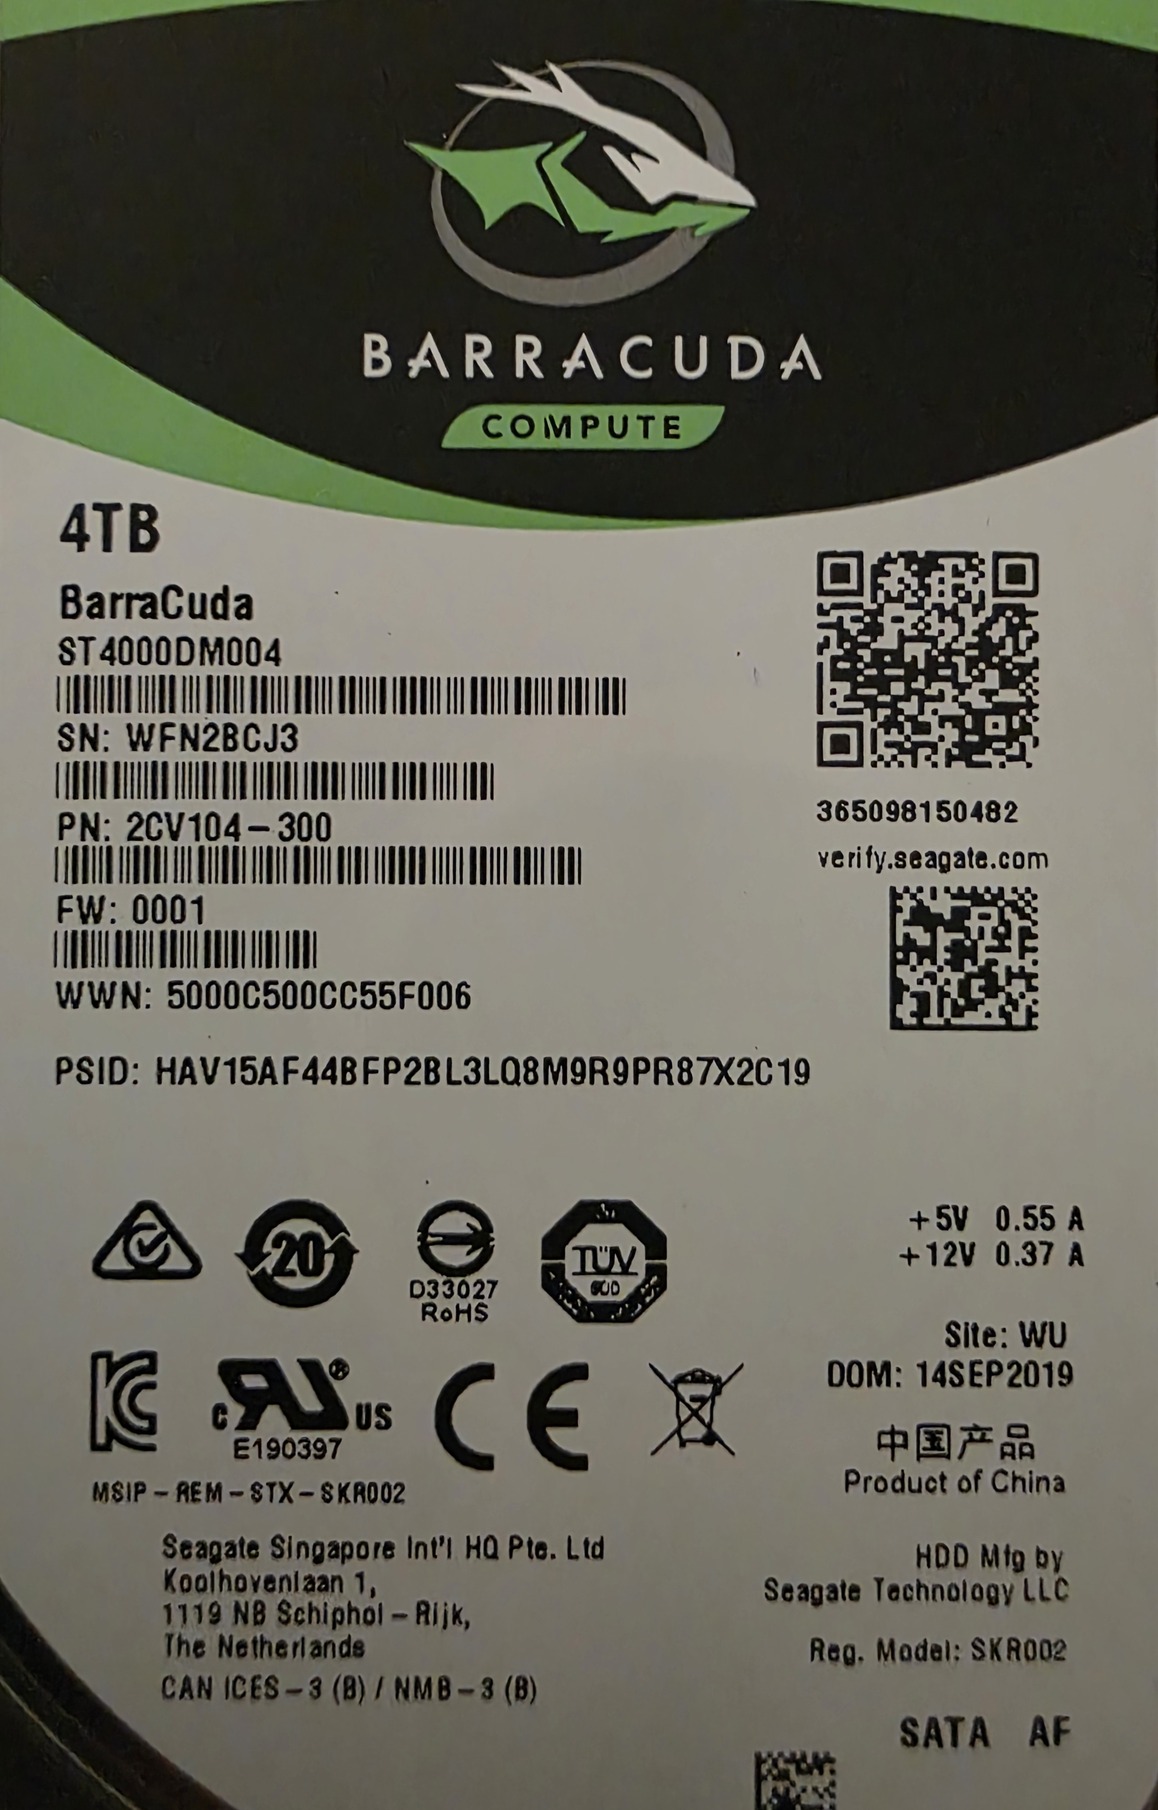 BARRACUDA
COMPUTE
4TB
BarraCuda
ST4000DM004
SN: WFN2BCJ3
PN: 2CV104-300
FW: 0001
WWN: 5000C500CC55F006
365098150482
verify.seagate.com
PSID: HAV15AF44BFP2BL3LQ8M9R9PR87X2C19
20
D33027
RoHS
TÜV
SÜD
+5V 0.55 A
+12V 0.37 A
Site: WU
DOM: 14SEP2019
中国产品
Product of China
c RU ® US
E190397
CE
MSIP-REM-STX-SKR002
Seagate Singapore Int'l HQ Pte. Ltd
Koolhovenlaan 1,
1119 NB Schiphol-Rijk,
The Netherlands
CAN ICES-3 (B) / NMB-3 (B)
HDD Mfg by
Seagate Technology LLC
Reg. Model: SKR002
SATA AF